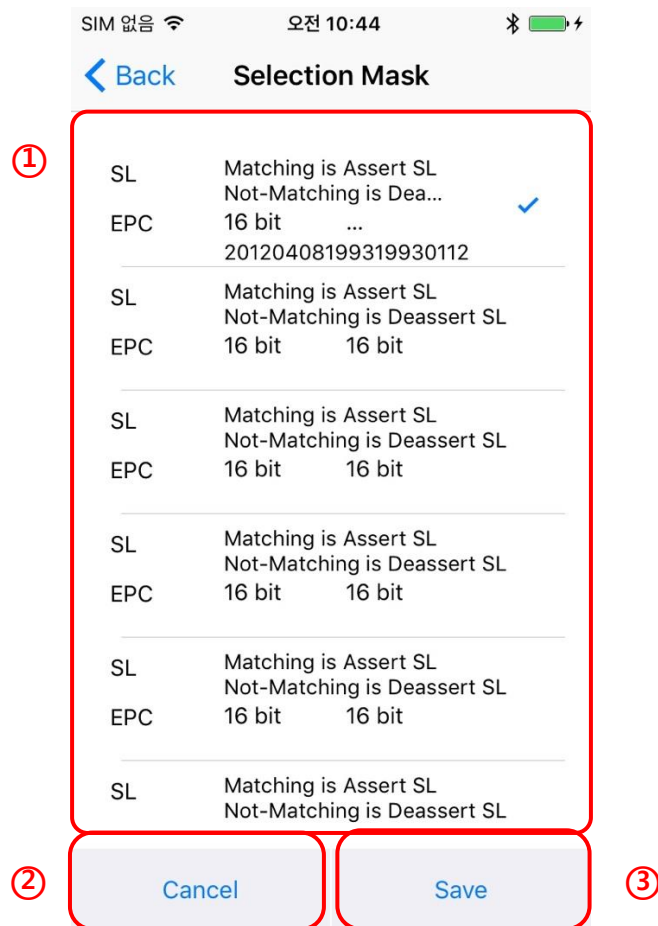 SIM 없음 오전 10:44
Back Selection Mask
①
SL Matching is Assert SL
Not-Matching is Dea...
EPC 16 bit ...
20120408199319930112
SL Matching is Assert SL
Not-Matching is Deassert SL
EPC 16 bit 16 bit
SL Matching is Assert SL
Not-Matching is Deassert SL
EPC 16 bit 16 bit
SL Matching is Assert SL
Not-Matching is Deassert SL
EPC 16 bit 16 bit
SL Matching is Assert SL
Not-Matching is Deassert SL
EPC 16 bit 16 bit
SL Matching is Assert SL
Not-Matching is Deassert SL
② Cancel Save ③